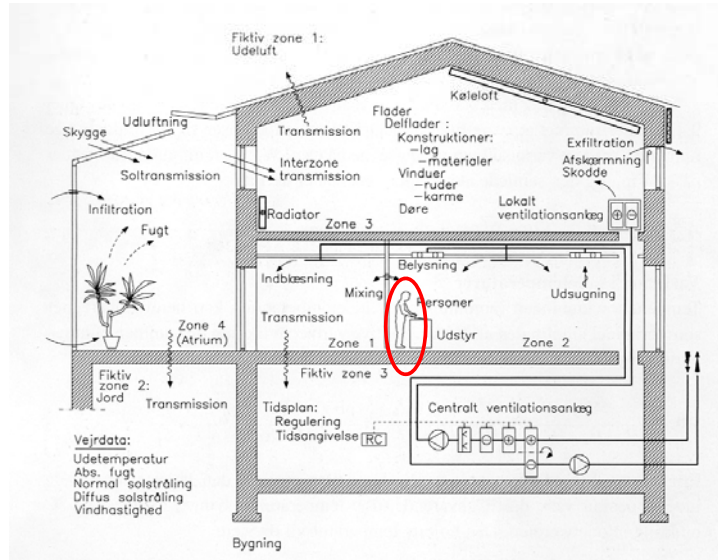 Fiktiv zone 1:
Udeluft
Køleloft
Udluftning
Skygge
Transmission
Flader
Delflader :
Konstruktioner:
-lag
-materialer
Vinduer
-ruder
-karme
Døre
Exfiltration
Afskærmning
Skodde
Soltransmission
Interzone
transmission
Infiltration
Fugt
Radiator
Zone 3
Lokalt
ventilationsanlæg
Indblæsning
Belysning
Mixing
Personer
Udsugning
Transmission
Udstyr
Zone 4
(Atrium)
Zone 1
Zone 2
Fiktiv
zone 2:
Jord
Transmission
Fiktiv zone 3
Tidsplan:
Regulering
Tidsangivelse
RC
Centralt ventilationsanlæg
Vejrdata:
Udetemperatur
Abs. fugt
Normal solstråling
Diffus solstråling
Vindhastighed
Bygning